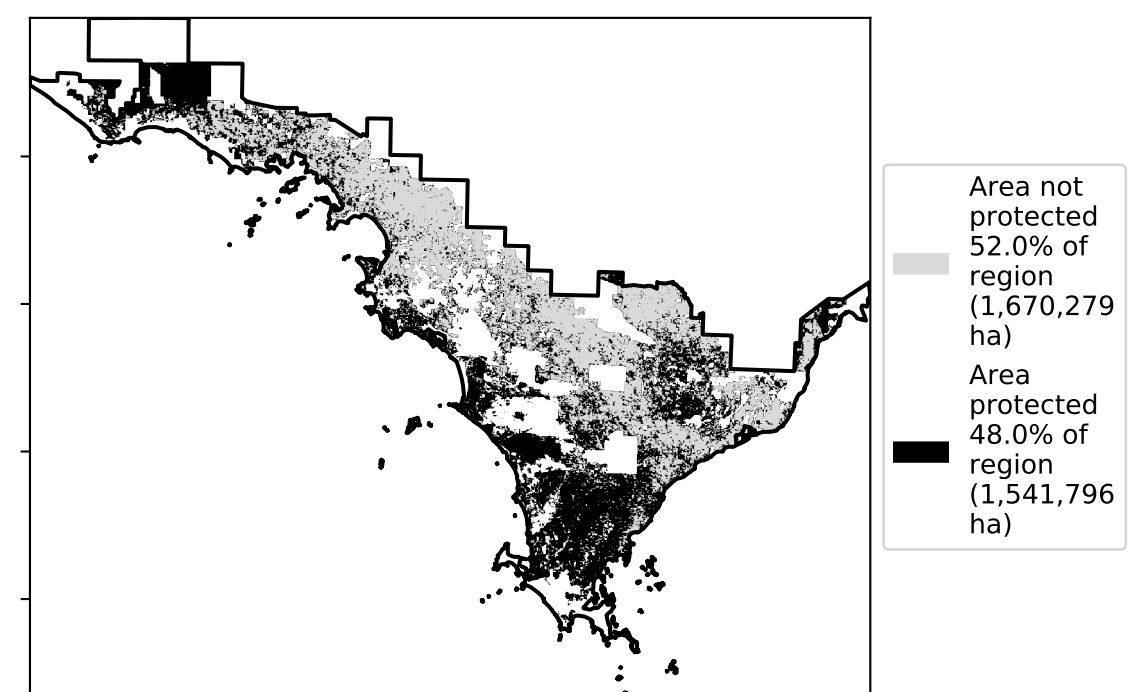 Area not
protected
52.0% of
region
(1,670,279
ha)
Area
protected
48.0% of
region
(1,541,796
ha)